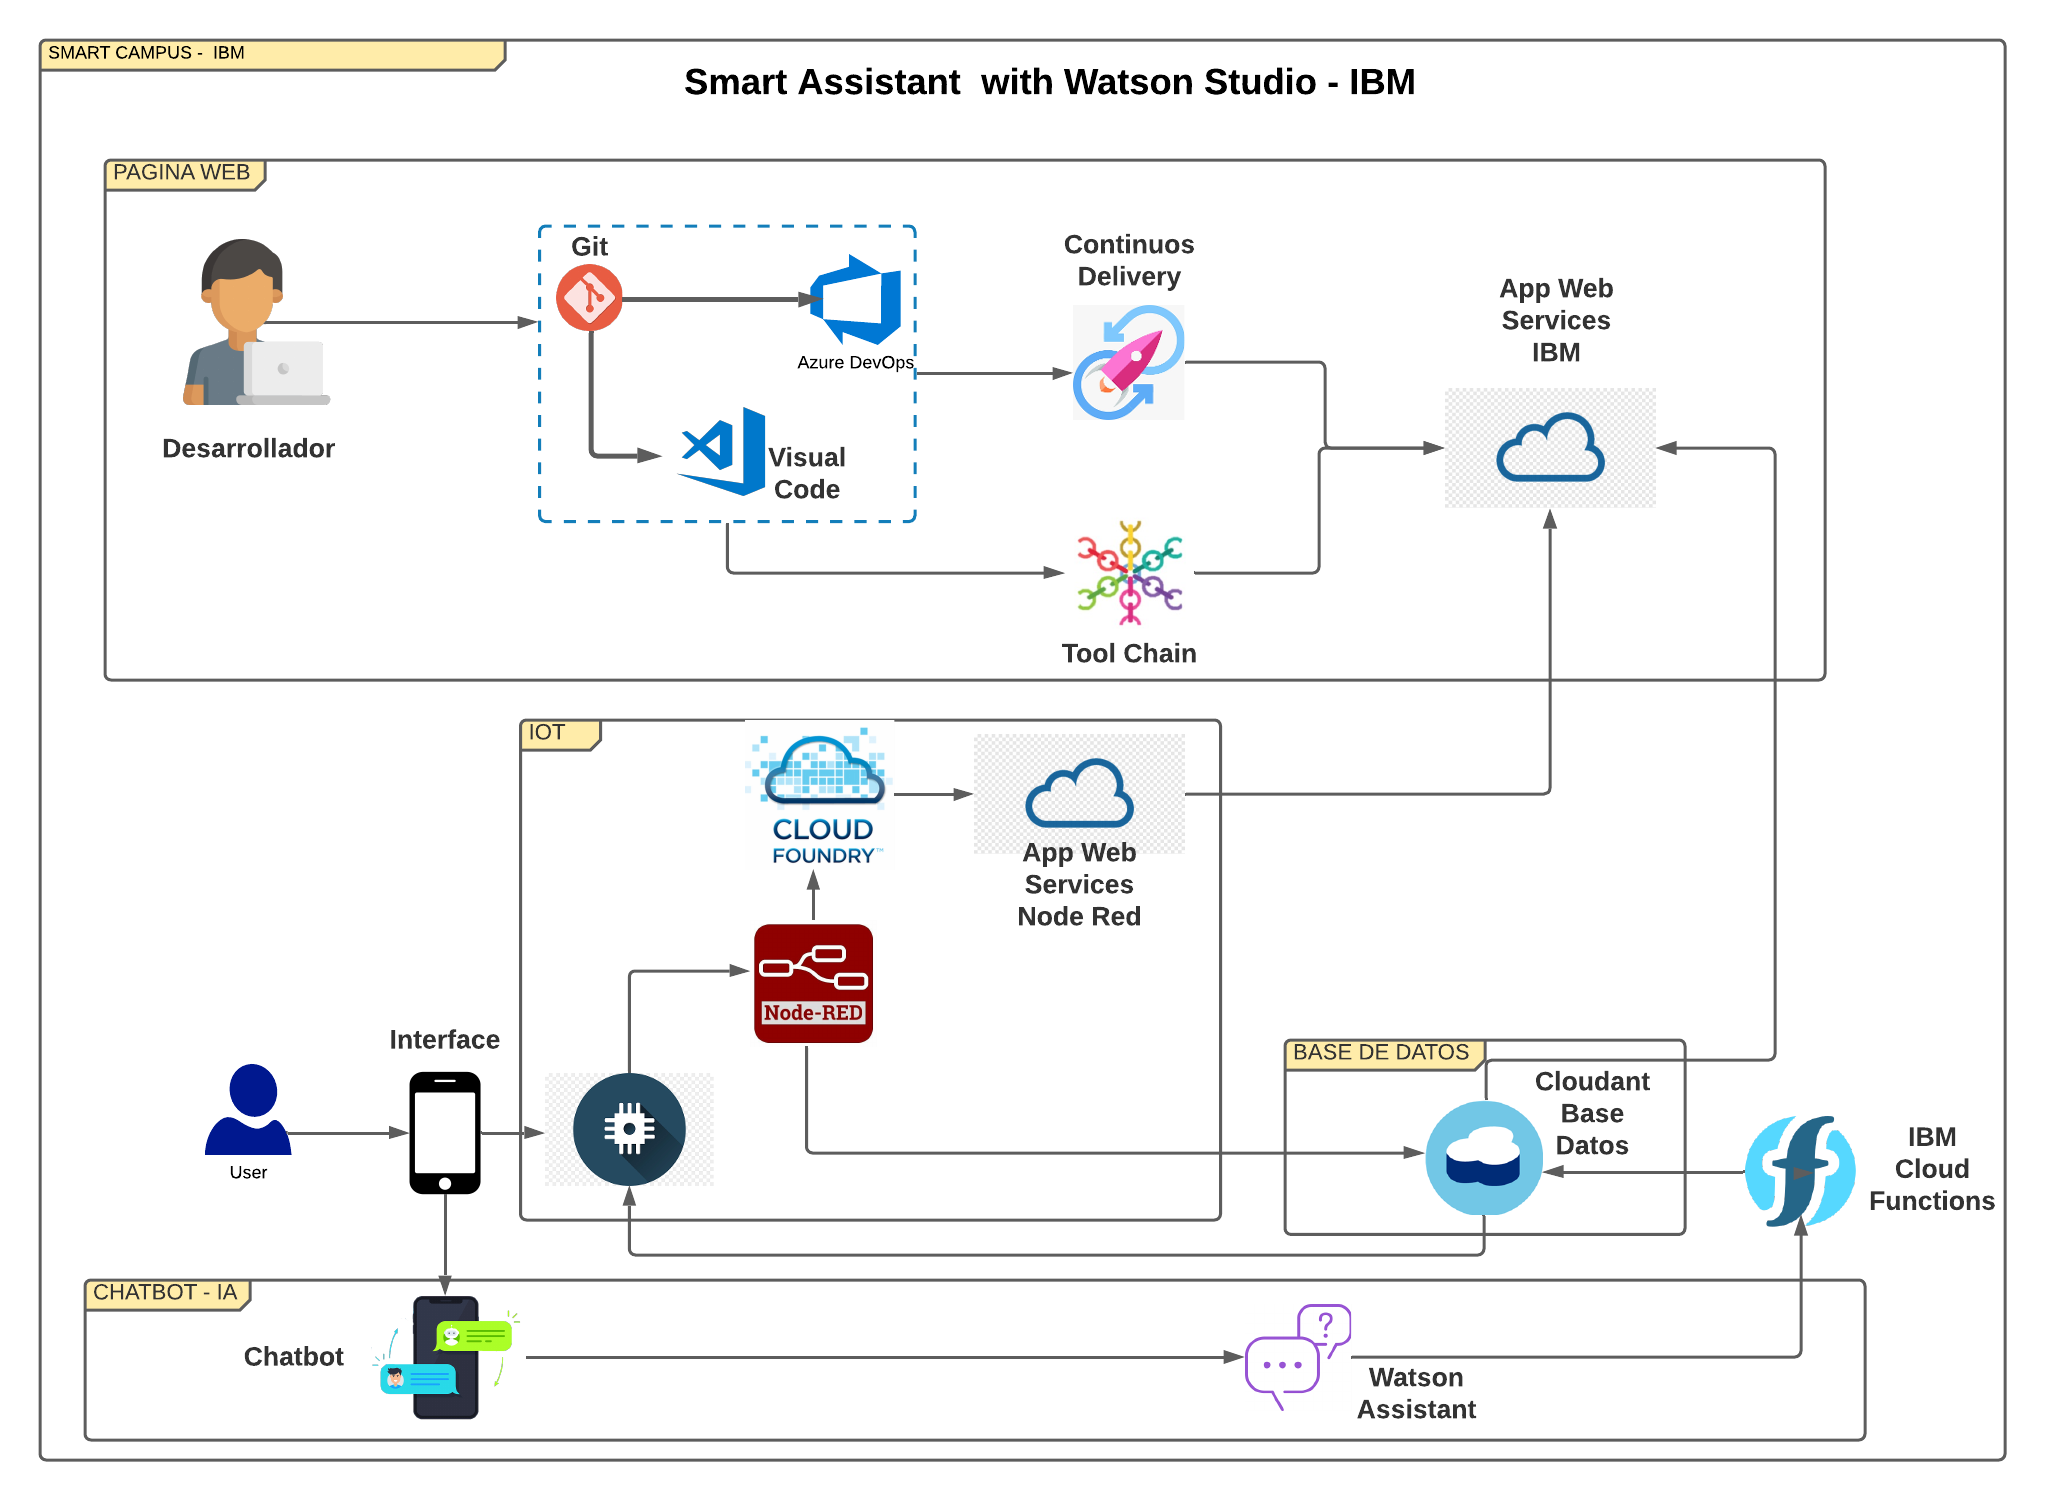 SMART CAMPUS - IBM
Smart Assistant with Watson Studio - IBM
PAGINA WEB
Desarrollador
Git
Azure DevOps
Visual
Code
Continuos
Delivery
Tool Chain
App Web
Services
IBM
IOT
CLOUD
FOUNDRY™
App Web
Services
Node Red
Node-RED
Interface
User
BASE DE DATOS
Cloudant
Base
Datos
IBM
Cloud
Functions
CHATBOT - IA
Chatbot
?
Watson
Assistant